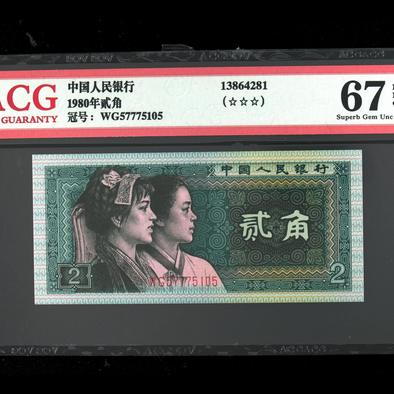 ACG
GUARANTY
中国人民银行
1980年贰角
冠号：WG57775105
13864281
(☆☆☆)
67
Superb Gem Unc
中国人民银行
贰角
2
WG57775105
2